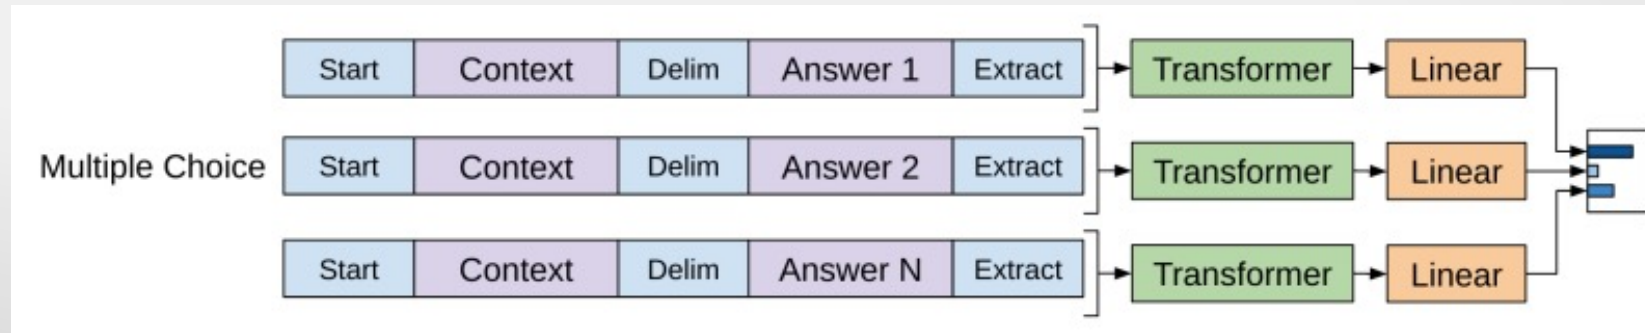 Start Context Delim Answer 1 Extract Transformer Linear
Multiple Choice Start Context Delim Answer 2 Extract Transformer Linear
Start Context Delim Answer N Extract Transformer Linear